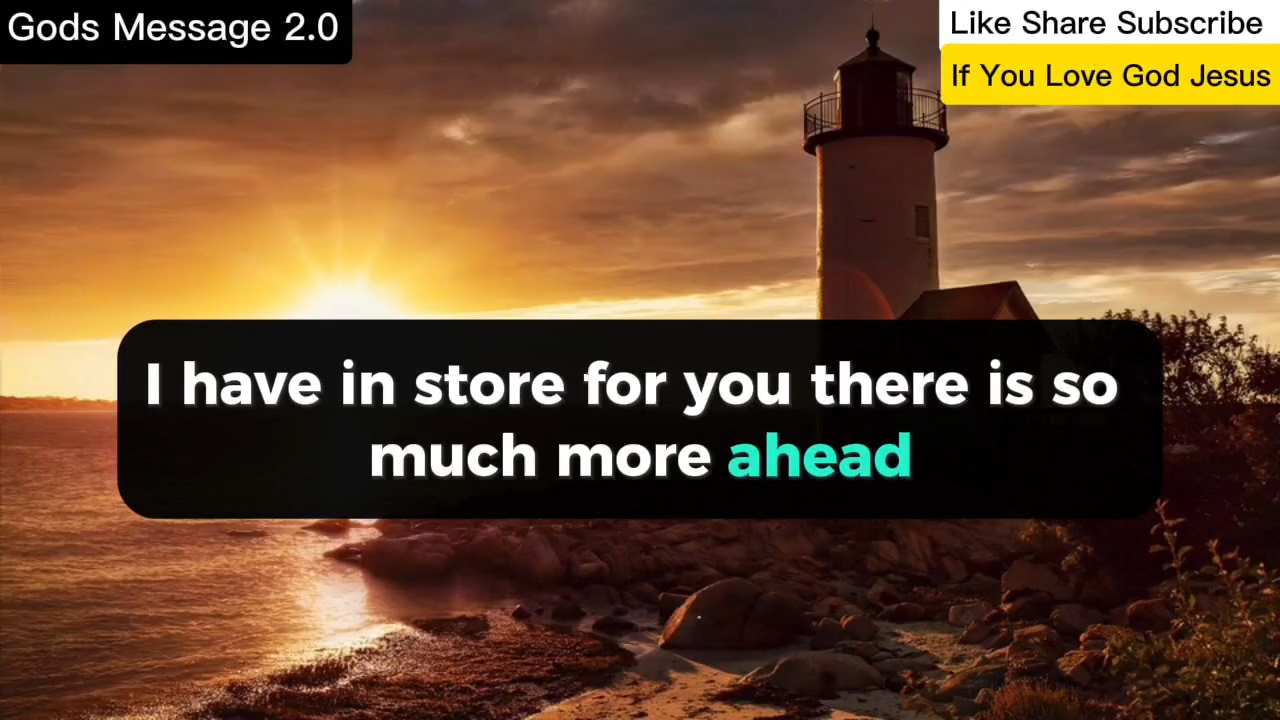 Gods Message 2.0
Like Share Subscribe
If You Love God Jesus
I have in store for you there is so
much more ahead